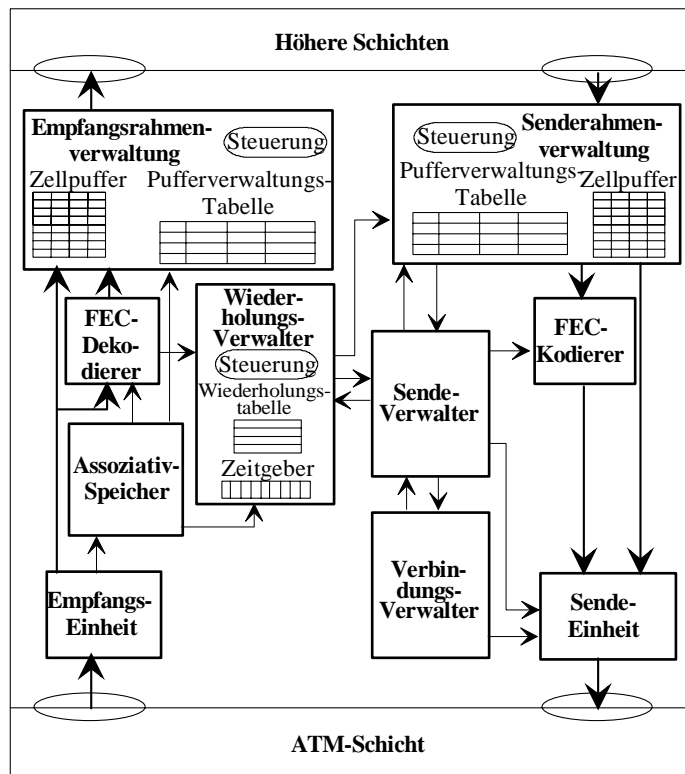 Höhere Schichten
Empfangsrahmen-
verwaltung
Steuerung
Zellpuffer
Pufferverwaltungs-
Tabelle
Senderahmen-
verwaltung
Steuerung
Pufferverwaltungs-
Tabelle
Zellpuffer
FEC-
Deko-
dierer
Wieder-
holungs-
Verwalter
Steuerung
Wiederholungs-
tabelle
Zeitgeber
Sende-
Verwalter
FEC-
Kodierer
Assoziativ-
Speicher
Empfangs-
Einheit
Verbin-
dungs-
Verwalter
Sende-
Einheit
ATM-Schicht